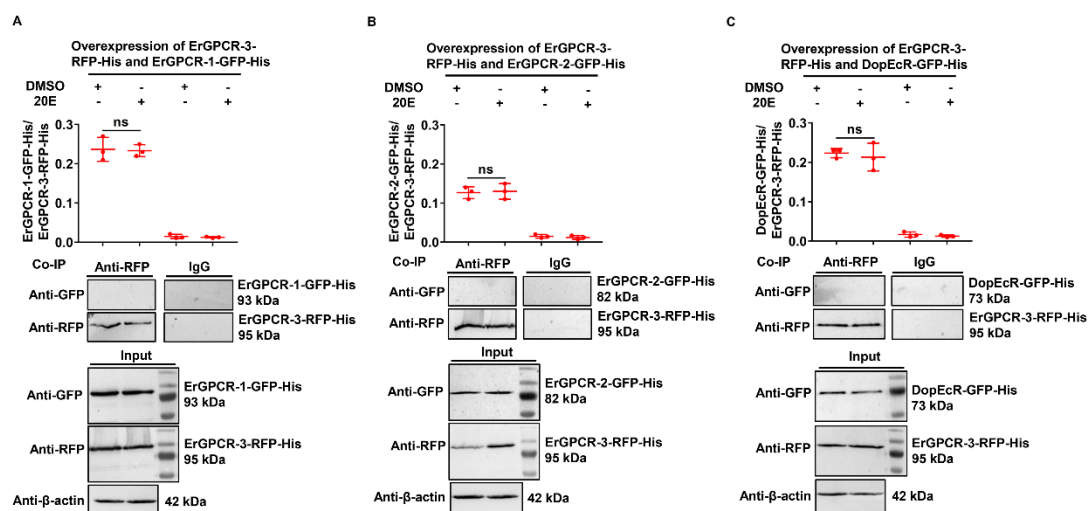 A
Overexpression of ErGPCR-3-
RFP-His and ErGPCR-1-GFP-His
DMSO + - + -
20E - + - +
ErGPCR-1-GFP-His/
ErGPCR-3-RFP-His
0.3
0.2
0.1
0.0
ns
Co-IP Anti-RFP IgG
Anti-GFP ErGPCR-1-GFP-His
93 kDa
Anti-RFP ErGPCR-3-RFP-His
95 kDa
Input
Anti-GFP ErGPCR-1-GFP-His
93 kDa
Anti-RFP ErGPCR-3-RFP-His
95 kDa
Anti-β-actin 42 kDa
B
Overexpression of ErGPCR-3-
RFP-His and ErGPCR-2-GFP-His
DMSO + - + -
20E - + - +
ErGPCR-2-GFP-His/
ErGPCR-3-RFP-His
0.3
0.2
0.1
0.0
ns
Co-IP Anti-RFP IgG
Anti-GFP ErGPCR-2-GFP-His
82 kDa
Anti-RFP ErGPCR-3-RFP-His
95 kDa
Input
Anti-GFP ErGPCR-2-GFP-His
82 kDa
Anti-RFP ErGPCR-3-RFP-His
95 kDa
Anti-β-actin 42 kDa
C
Overexpression of ErGPCR-3-
RFP-His and DopEcR-GFP-His
DMSO + - + -
20E - + - +
DopEcR-GFP-His/
ErGPCR-3-RFP-His
0.3
0.2
0.1
0.0
ns
Co-IP Anti-RFP IgG
Anti-GFP DopEcR-GFP-His
73 kDa
Anti-RFP ErGPCR-3-RFP-His
95 kDa
Input
Anti-GFP DopEcR-GFP-His
73 kDa
Anti-RFP ErGPCR-3-RFP-His
95 kDa
Anti-β-actin 42 kDa